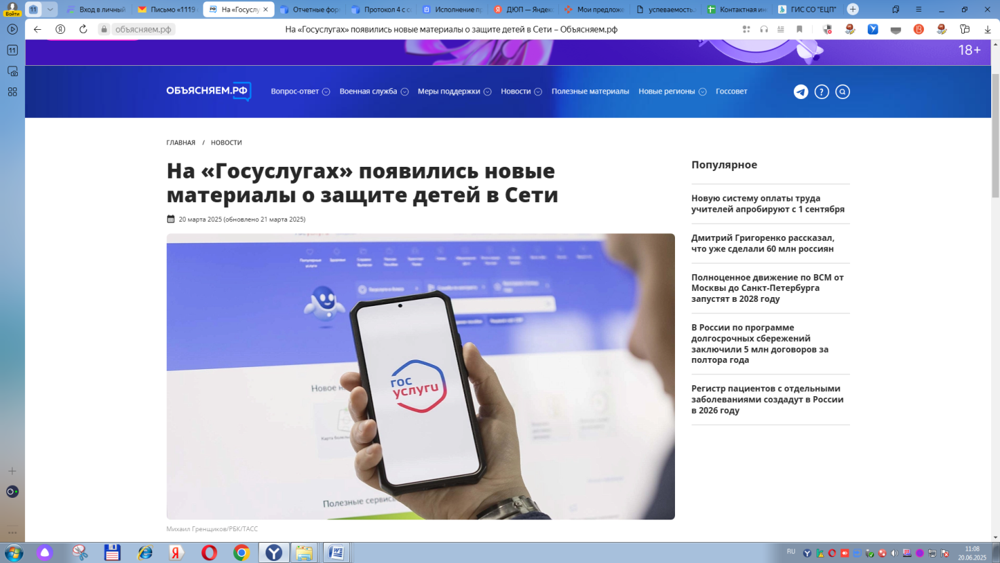 Войти
11
Вход в личный
Письмо «1119
На «Госуслу
Отчетные фор
Протокол 4 с с
Исполнение п
ДЮП — Яндек
Мои предложе
успеваемость.
Контактная ин
ГИС СО "ЕЦП"
объясняем.рф
На «Госуслугах» появились новые материалы о защите детей в Сети – Объясняем.рф
11
18+
ОБЪЯСНЯЕМ.РФ
Вопрос-ответ
Военная служба
Меры поддержки
Новости
Полезные материалы
Новые регионы
Госсовет
ГЛАВНАЯ / НОВОСТИ
На «Госуслугах» появились новые
материалы о защите детей в Сети
20 марта 2025 (обновлено 21 марта 2025)
госуслуги
Новое н
Карта болель
Полезные сервис
Михаил Гренщиков/РБК/ТАСС
Популярное
Новую систему оплаты труда
учителей апробируют с 1 сентября
Дмитрий Григоренко рассказал,
что уже сделали 60 млн россиян
Полноценное движение по ВСМ от
Москвы до Санкт-Петербурга
запустят в 2028 году
В России по программе
долгосрочных сбережений
заключили 5 млн договоров за
полтора года
Регистр пациентов с отдельными
заболеваниями создадут в России
в 2026 году
RU
11:08
20.06.2025